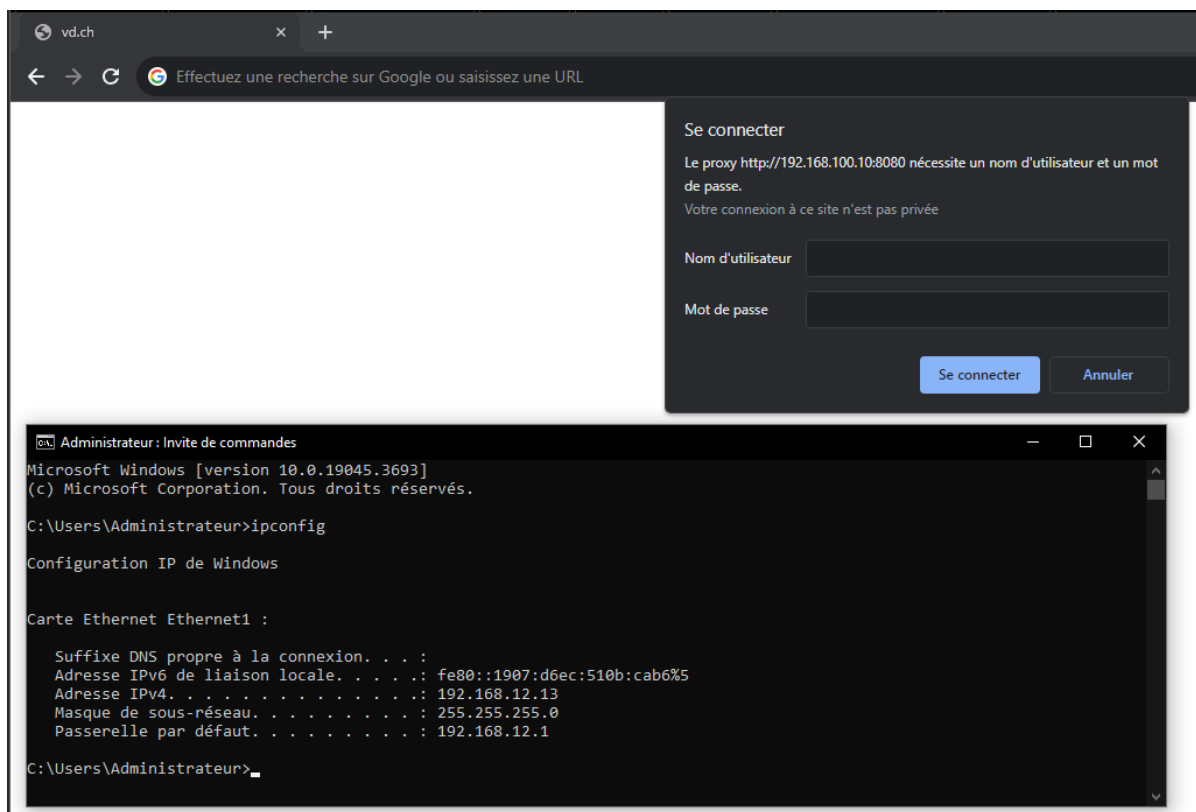 vd.ch
Effectuez une recherche sur Google ou saisissez une URL
Se connecter
Le proxy http://192.168.100.10:8080 nécessite un nom d'utilisateur et un mot
de passe.
Votre connexion à ce site n'est pas privée
Nom d'utilisateur
Mot de passe
Se connecter
Annuler
Administrateur : Invite de commandes
Microsoft Windows [version 10.0.19045.3693]
(c) Microsoft Corporation. Tous droits réservés.
C:\Users\Administrateur>ipconfig
Configuration IP de Windows
Carte Ethernet Ethernet1 :
Suffixe DNS propre à la connexion. . . :
Adresse IPv6 de liaison locale. . . . .: fe80::1907:d6ec:510b:cab6%5
Adresse IPv4. . . . . . . . . . . . . .: 192.168.12.13
Masque de sous-réseau. . . . . . . . . : 255.255.255.0
Passerelle par défaut. . . . . . . . . : 192.168.12.1
C:\Users\Administrateur>